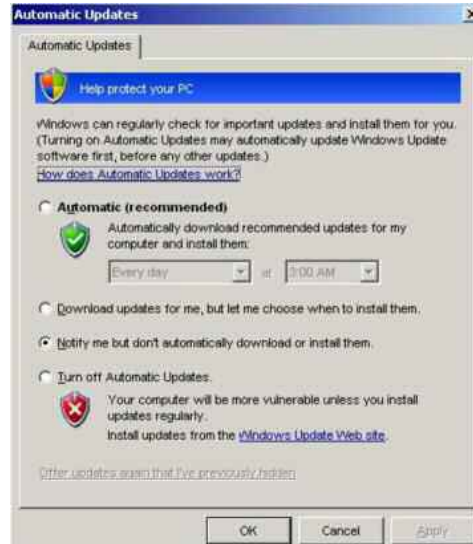 Automatic Updates
Automatic Updates
Help protect your PC
Windows can regularly check for important updates and install them for you.
(Turning on Automatic Updates may automatically update Windows Update
software first, before any other updates.)
How does Automatic Updates work?
Automatic (recommended)
Automatically download recommended updates for my
computer and install them:
Every day at 3:00 AM
Download updates for me, but let me choose when to install them.
Notify me but don't automatically download or install them.
Turn off Automatic Updates.
Your computer will be more vulnerable unless you install
updates regularly.
Install updates from the Windows Update Web site.
Offer updates again that I've previously hidden
OK Cancel Apply